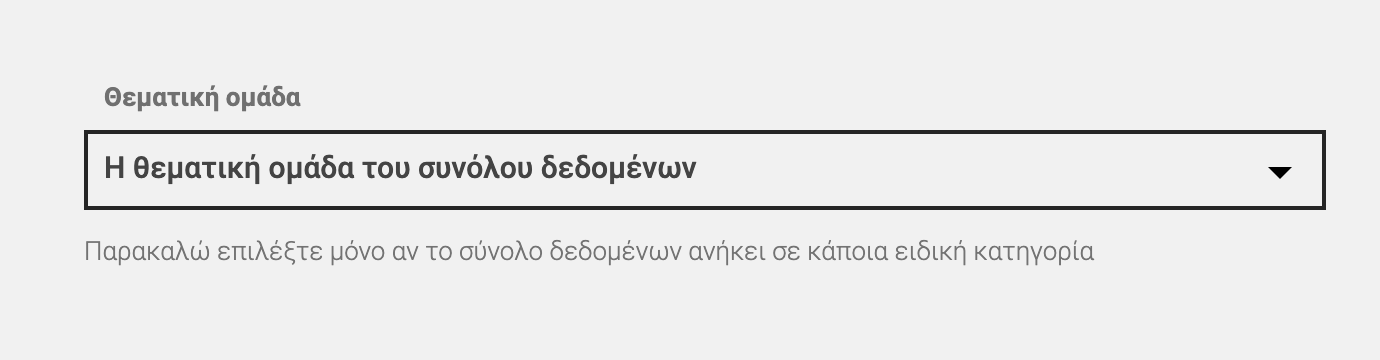 Θεματική ομάδα
Η θεματική ομάδα του συνόλου δεδομένων
Παρακαλώ επιλέξτε μόνο αν το σύνολο δεδομένων ανήκει σε κάποια ειδική κατηγορία